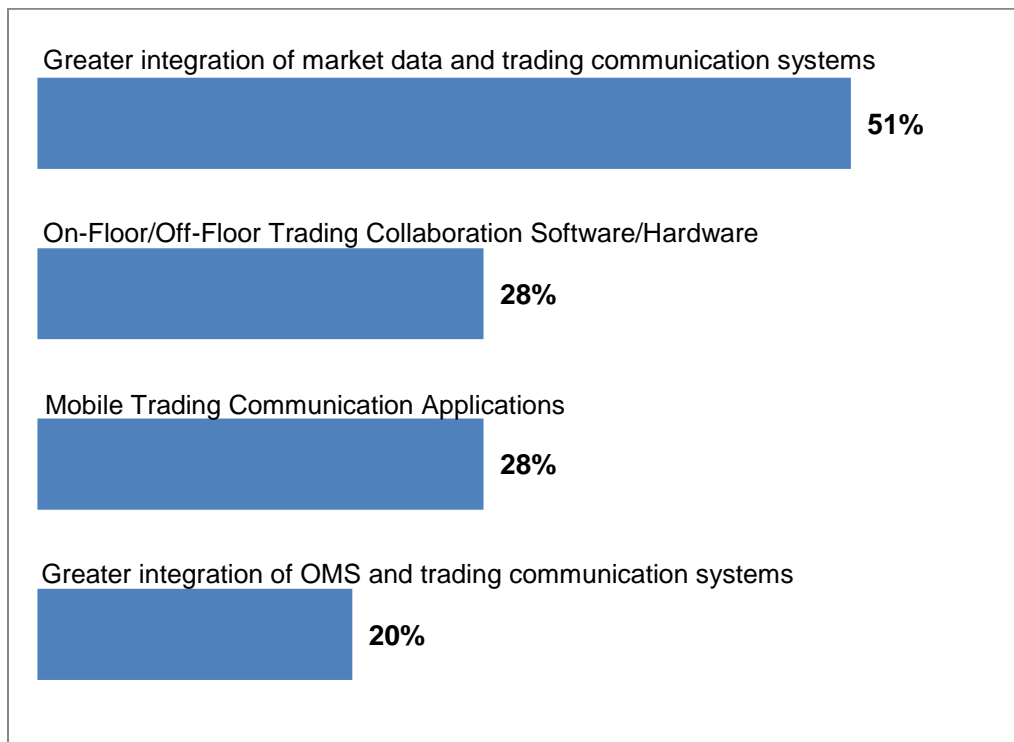 Greater integration of market data and trading communication systems
51%
On-Floor/Off-Floor Trading Collaboration Software/Hardware
28%
Mobile Trading Communication Applications
28%
Greater integration of OMS and trading communication systems
20%